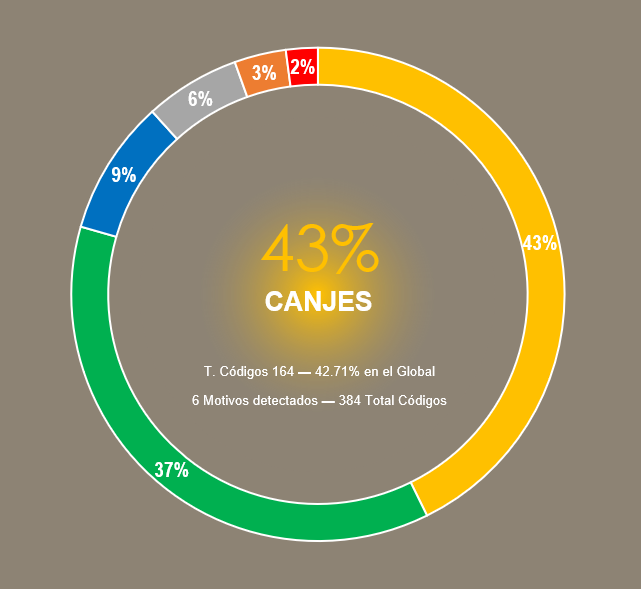 2%
3%
6%
9%
43%
43%
CANJES
T. Códigos 164 — 42.71% en el Global
6 Motivos detectados — 384 Total Códigos
37%